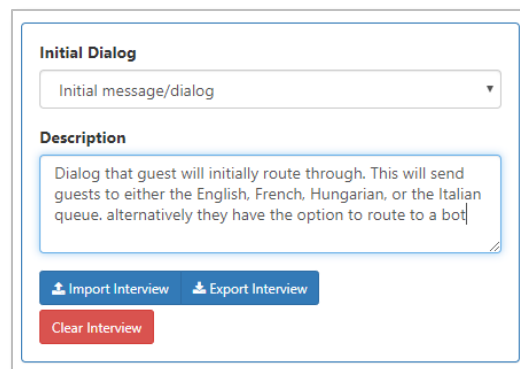 Initial Dialog
Initial message/dialog
Description
Dialog that guest will initially route through. This will send
guests to either the English, French, Hungarian, or the Italian
queue. alternatively they have the option to route to a bot
Import Interview Export Interview
Clear Interview